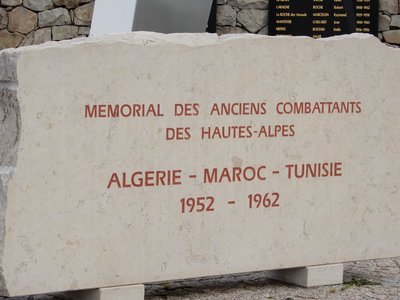 MEMORIAL DES ANCIENS COMBATTANTS
DES HAUTES-ALPES
ALGERIE - MAROC - TUNISIE
1952 - 1962